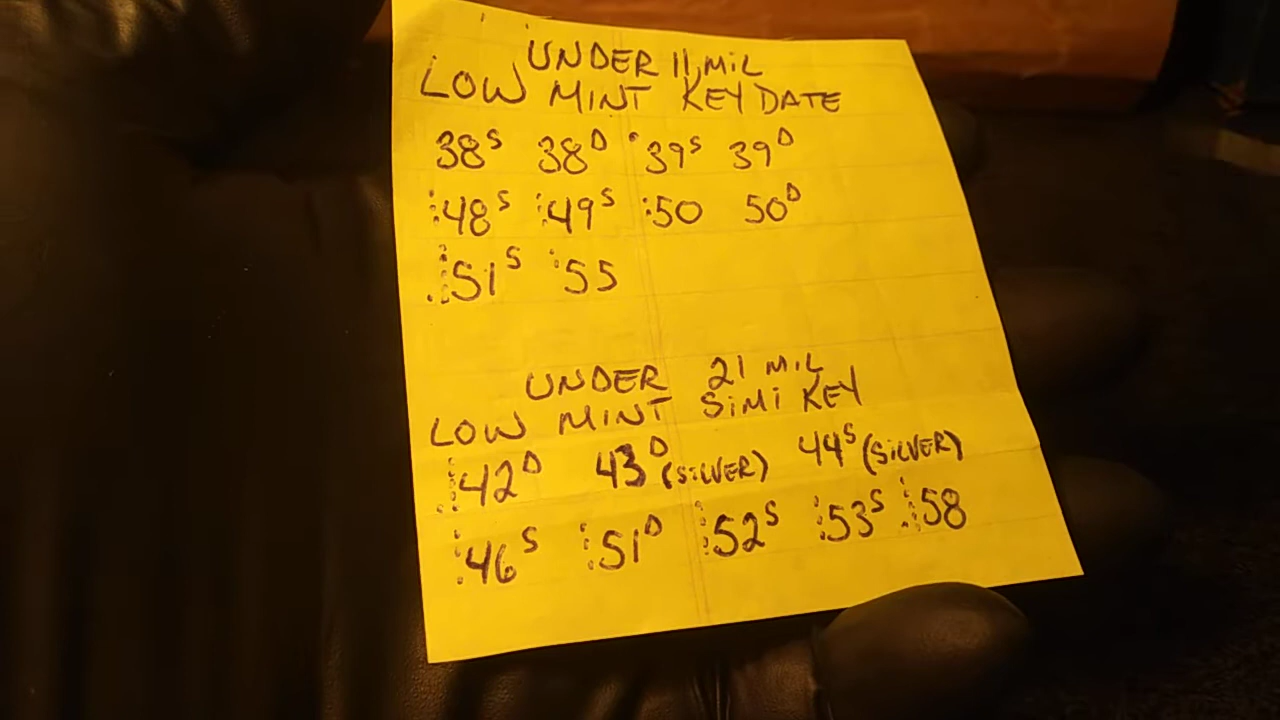 UNDER 11 MIL
LOW MINT KEY DATE
38S 38D 39S 39D
48S 49S 50 50D
51S 55
UNDER 21 MIL
LOW MINT SIMI KEY
42D 43D (SILVER) 44S (SILVER)
46S 51D 52S 53S 58